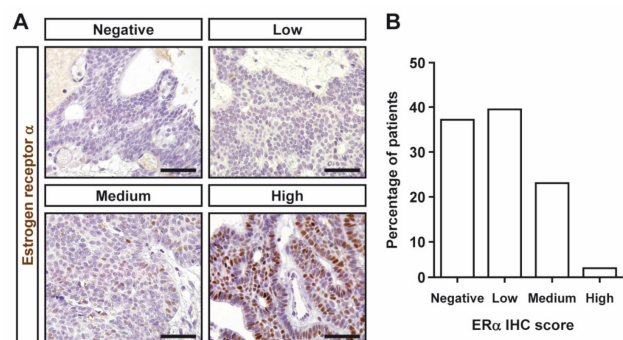 A
Negative
Low
Estrogen receptor α
Medium
High
B
Percentage of patients
50
40
30
20
10
0
Negative
Low
Medium
High
ERα IHC score